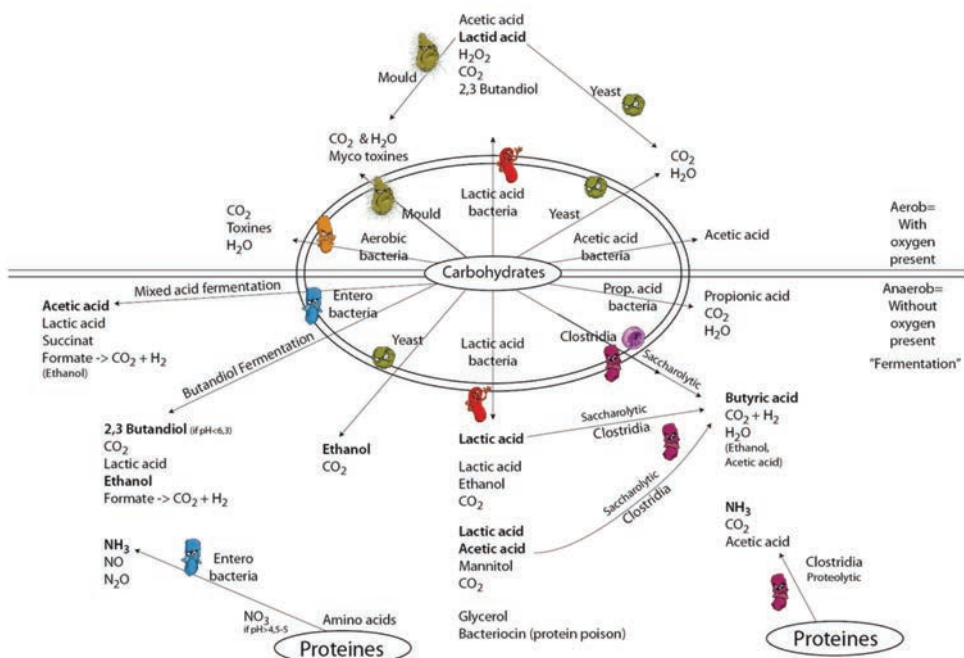 Acetic acid
Lactid acid
H₂O₂
CO₂
2,3 Butandiol
Mould
Yeast
CO₂ & H₂O
Myco toxines
CO₂
H₂O
Lactic acid
bacteria
Mould
Yeast
CO₂
Toxines
H₂O
Aerobic
bacteria
Acetic acid
bacteria
Acetic acid
Aerob=
With
oxygen
present
Carbohydrates
Mixed acid fermentation
Entero
bacteria
Prop. acid
bacteria
Propionic acid
CO₂
H₂O
Anaerob=
Without
oxygen
present
"Fermentation"
Acetic acid
Lactic acid
Succinat
Formate -> CO₂ + H₂
(Ethanol)
Butandiol Fermentation
Yeast
Lactic acid
bacteria
Clostridia
Saccharolytic
Butyric acid
CO₂ + H₂
H₂O
(Ethanol,
Acetic acid)
2,3 Butandiol (if pH<6,3)
CO₂
Lactic acid
Ethanol
Formate -> CO₂ + H₂
Ethanol
CO₂
Lactic acid
Saccharolytic
Clostridia
Lactic acid
Ethanol
CO₂
Saccharolytic
Clostridia
Lactic acid
Acetic acid
Mannitol
CO₂
Glycerol
Bacteriocin (protein poison)
NH₃
NO
N₂O
Entero
bacteria
NO₃
if pH>4,5-5
Amino acids
Proteines
NH₃
CO₂
Acetic acid
Clostridia
Proteolytic
Proteines